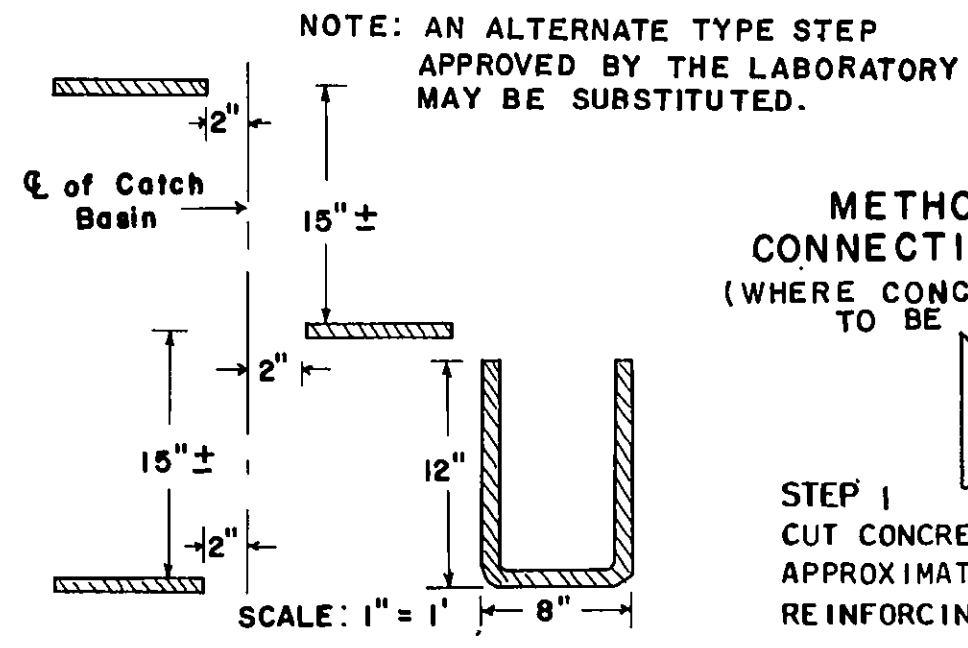 NOTE: AN ALTERNATE TYPE STEP
APPROVED BY THE LABORATORY
MAY BE SUBSTITUTED.
2"
℄ of Catch
Basin
15" ±
2"
15" ±
12"
2"
SCALE: 1" = 1'
8"
CONNECTI
(WHERE CONC
TO BE
STEP 1
CUT CONCRE
APPROXIMAT
REINFORCIN
METHO